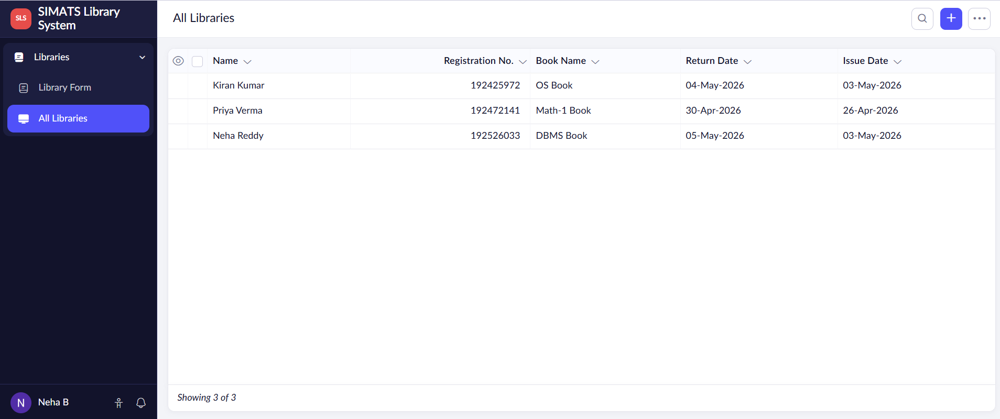 SLS
SIMATS Library
System
Libraries
Library Form
All Libraries
Neha B
N
All Libraries
Name Registration No. Book Name Return Date Issue Date
Kiran Kumar 192425972 OS Book 04-May-2026 03-May-2026
Priya Verma 192472141 Math-1 Book 30-Apr-2026 26-Apr-2026
Neha Reddy 192526033 DBMS Book 05-May-2026 03-May-2026
Showing 3 of 3